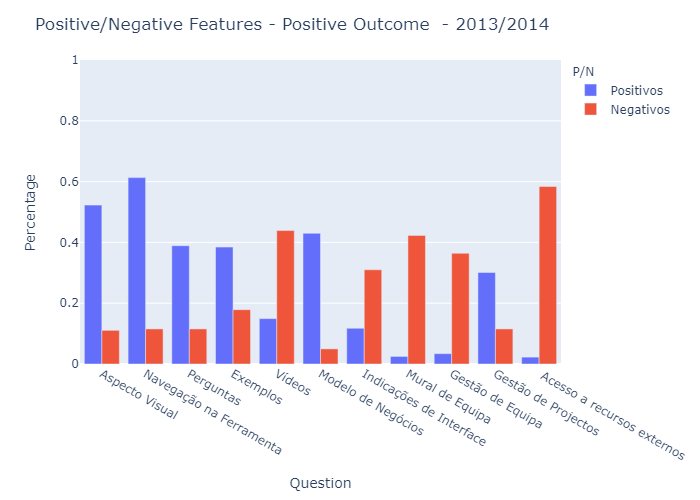 Positive/Negative Features - Positive Outcome - 2013/2014
P/N
Positivos
Negativos
Percentage
1
0.8
0.6
0.4
0.2
0
Aspecto Visual
Navegação na Ferramenta
Perguntas
Exemplos
Vídeos
Modelo de Negócios
Indicações de Interface
Mural de Equipa
Gestão de Equipa
Gestão de Projectos
Acesso a recursos externos
Question